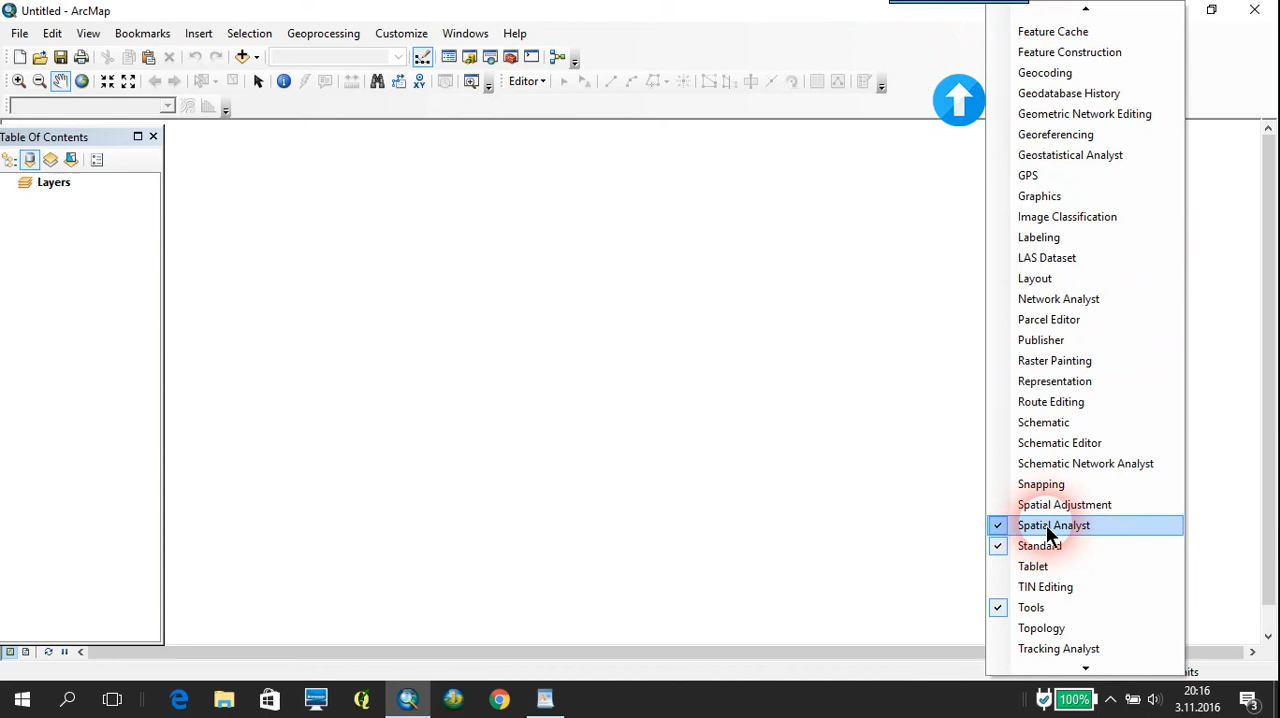 Untitled - ArcMap
File Edit View Bookmarks Insert Selection Geoprocessing Customize Windows Help
Editor
Table Of Contents
Layers
Feature Cache
Feature Construction
Geocoding
Geodatabase History
Geometric Network Editing
Georeferencing
Geostatistical Analyst
GPS
Graphics
Image Classification
Labeling
LAS Dataset
Layout
Network Analyst
Parcel Editor
Publisher
Raster Painting
Representation
Route Editing
Schematic
Schematic Editor
Schematic Network Analyst
Snapping
Spatial Adjustment
Spatial Analyst
Standard
Tablet
TIN Editing
Tools
Topology
Tracking Analyst
100%
20:16
3.11.2016
3